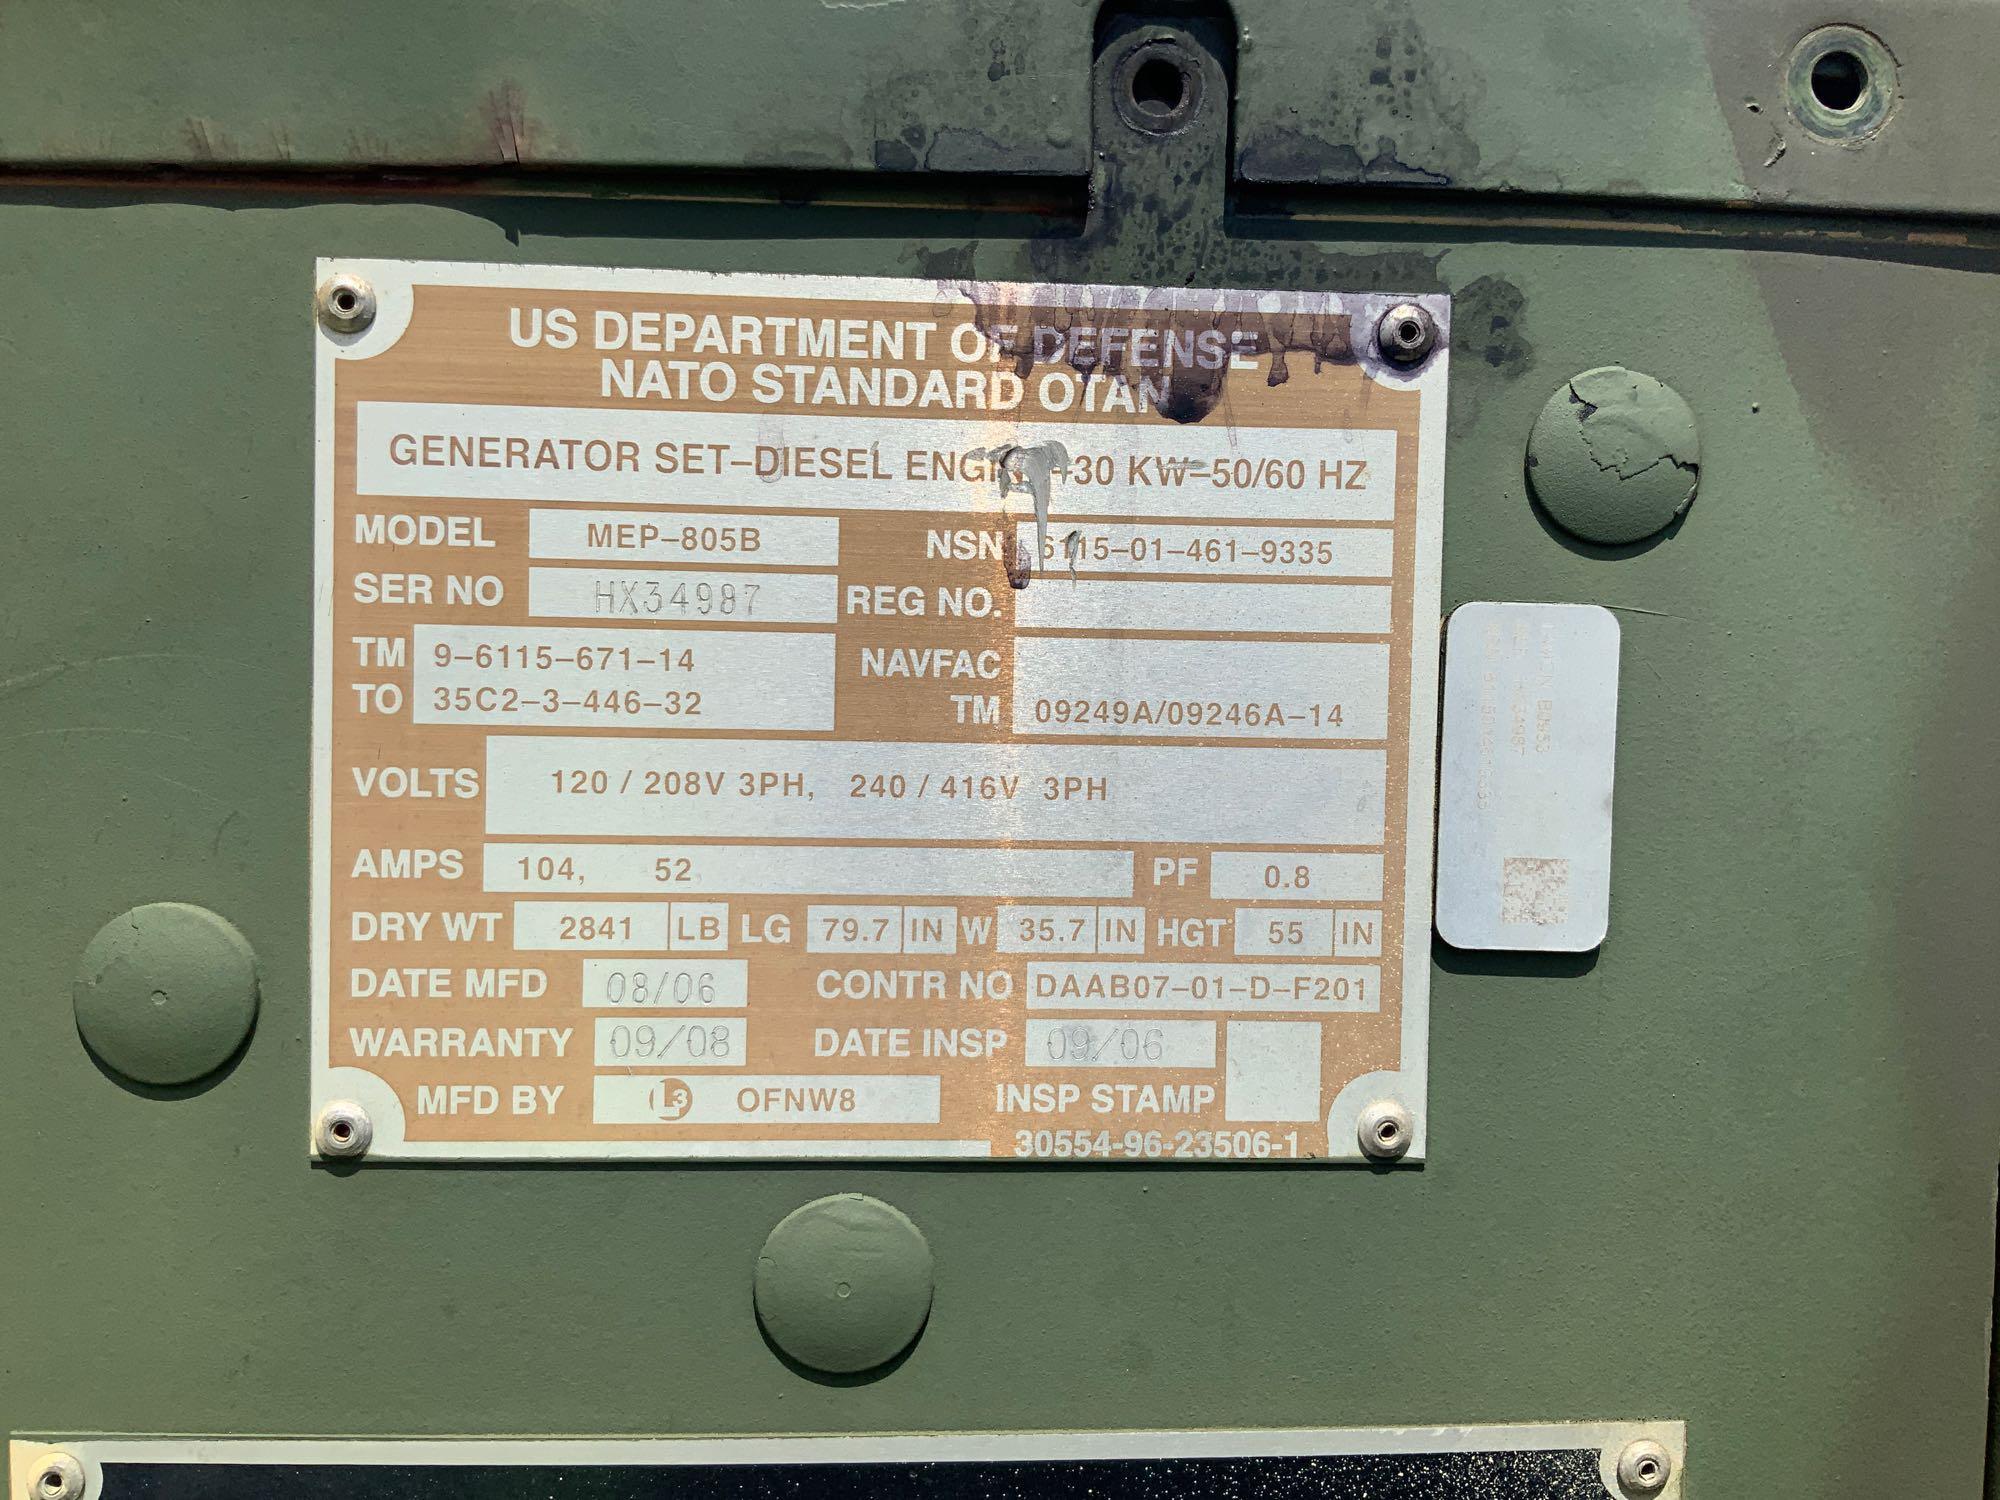 US DEPARTMENT OF DEFENSE
NATO STANDARD OTAN
GENERATOR SET–DIESEL ENGINE–30 KW–50/60 HZ
MODEL MEP–805B NSN 6115–01–461–9335
SER NO HX34987 REG NO.
TM 9–6115–671–14 NAVFAC
TO 35C2–3–446–32 TM 09249A/09246A–14
VOLTS 120 / 208V 3PH, 240 / 416V 3PH
AMPS 104, 52 PF 0.8
DRY WT 2841 LB LG 79.7 IN W 35.7 IN HGT 55 IN
DATE MFD 08/06 CONTR NO DAAB07–01–D–F201
WARRANTY 09/08 DATE INSP 09/06
MFD BY L3 OFNW8 INSP STAMP
30554-96-23506-1
HX34987